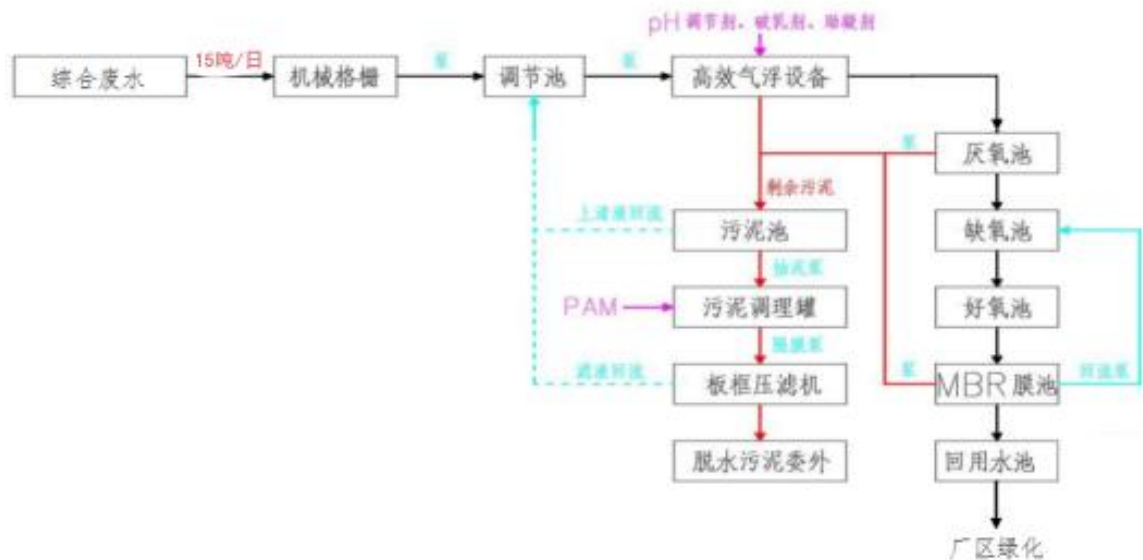 pH 调节剂、破乳剂、助凝剂
综合废水
15吨/日
机械格栅
泵
调节池
泵
高效气浮设备
泵
厌氧池
剩余污泥
上清液回流
污泥池
缺氧池
抽泥泵
PAM
污泥调理罐
好氧池
隔膜泵
滤液回流
板框压滤机
泵
MBR膜池
回流泵
脱水污泥委外
回用水池
厂区绿化